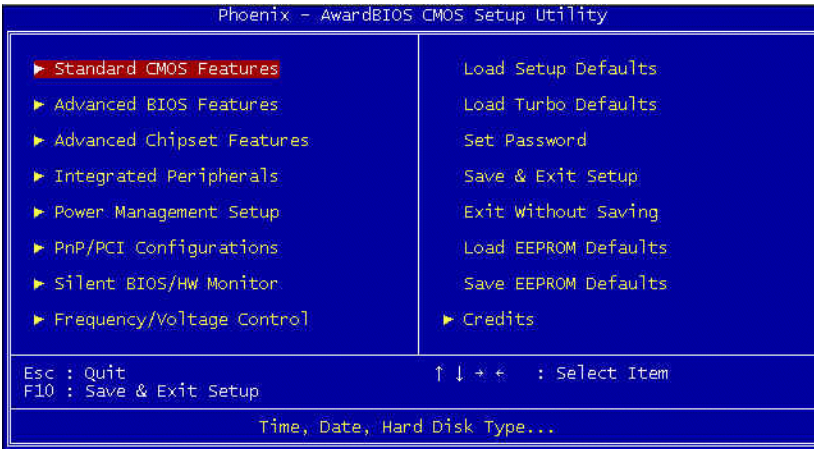 Phoenix - AwardBIOS CMOS Setup Utility
► Standard CMOS Features
► Advanced BIOS Features
► Advanced Chipset Features
► Integrated Peripherals
► Power Management Setup
► PnP/PCI Configurations
► Silent BIOS/HW Monitor
► Frequency/Voltage Control
Load Setup Defaults
Load Turbo Defaults
Set Password
Save & Exit Setup
Exit Without Saving
Load EEPROM Defaults
Save EEPROM Defaults
► Credits
Esc : Quit
F10 : Save & Exit Setup
↑ ↓ → ← : Select Item
Time, Date, Hard Disk Type...